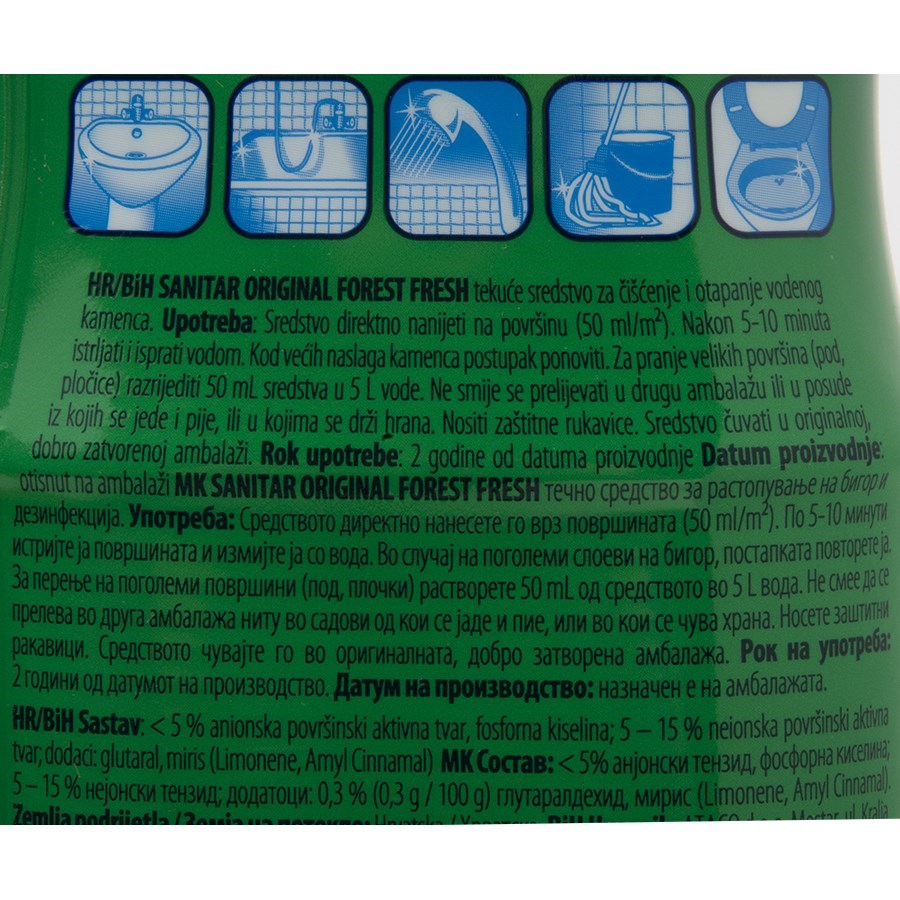 HR/BiH SANITAR ORIGINAL FOREST FRESH tekuće sredstvo za čišćenje i otapanje vodenog
kamenca. Upotreba: Sredstvo direktno nanijeti na površinu (50 ml/m²). Nakon 5-10 minuta
istrljati i isprati vodom. Kod većih naslaga kamenca postupak ponoviti. Za pranje velikih površina (pod,
pločice) razrijediti 50 mL sredstva u 5 L vode. Ne smije se prelijevati u drugu ambalažu ili u posude
iz kojih se jede i pije, ili u kojima se drži hrana. Nositi zaštitne rukavice. Sredstvo čuvati u originalnoj,
dobro zatvorenoj ambalaži. Rok upotrebe: 2 godine od datuma proizvodnje Datum proizvodnje:
otisnut na ambalaži MK SANITAR ORIGINAL FOREST FRESH течно средство за растопување на бигор и
дезинфекција. Употреба: Средството директно нанесете го врз површината (50 ml/m²). По 5-10 минути
истријте ја површината и измијте ја со вода. Во случај на поголеми слоеви на бигор, постапката повторете ја.
За перење на поголеми површини (под, плочки) растворете 50 mL од средството во 5 L вода. Не смее да се
прелева во друга амбалажа ниту во садови од кои се јаде и пие, или во кои се чува храна. Носете заштитни
ракавици. Средството чувајте го во оригиналната, добро затворена амбалажа. Рок на употреба:
2 години од датумот на производство. Датум на производство: назначен е на амбалажата.
HR/BiH Sastav: < 5 % anionska površinski aktivna tvar, fosforna kiselina; 5 – 15 % neionska površinski aktivna
tvar; dodaci: glutaral, miris (Limonene, Amyl Cinnamal) MK Состав: < 5% анјонски тензид, фосфорна киселина;
5 – 15 % нејонски тензид; додатоци: 0,3 % (0,3 g / 100 g) глутаралдехид, мирис (Limonene, Amyl Cinnamal).
Zemlja podrijetla / Земја на потекло: Hrvatska / Хрватска BiH ATACO d.o.o. Mostar, ul. Kralja